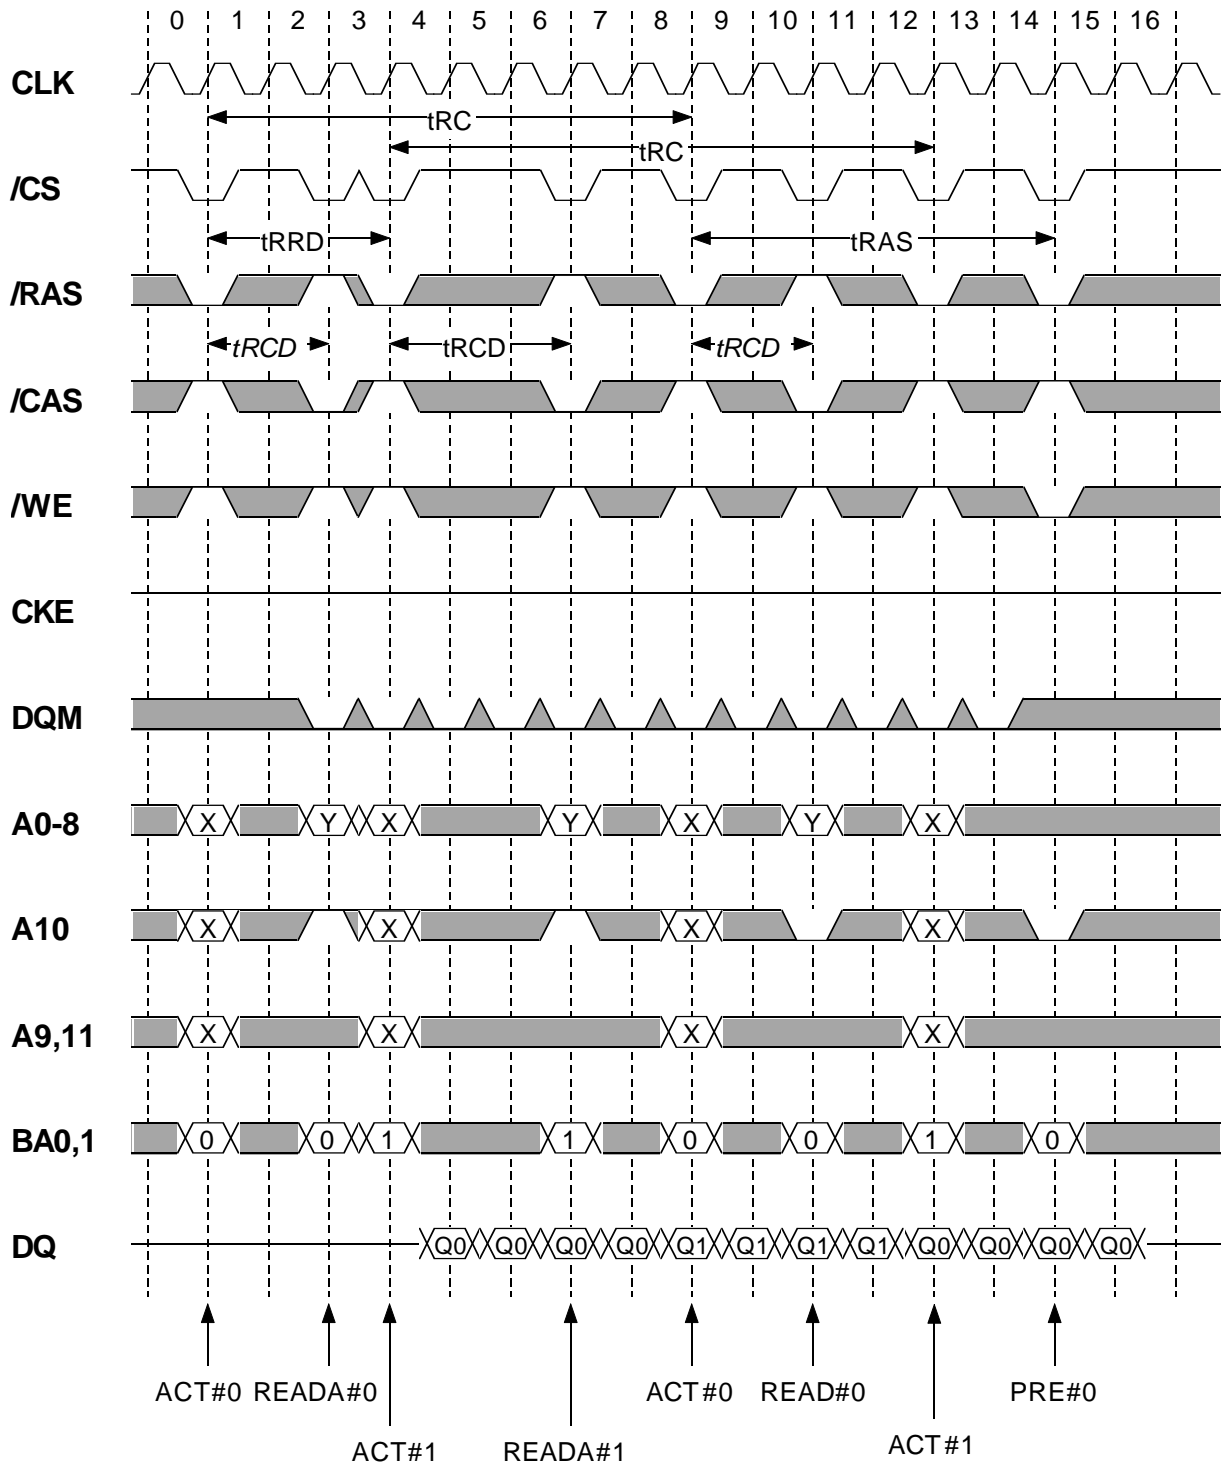 0 1 2 3 4 5 6 7 8 9 10 11 12 13 14 15 16
CLK
tRC
tRC
/CS
tRRD tRAS
/RAS
tRCD tRCD tRCD
/CAS
/WE
CKE
DQM
A0-8 X Y X Y X Y X
A10 X X X X
A9,11 X X X X
BA0,1 0 0 1 1 0 0 1 0
DQ Q0 Q0 Q0 Q0 Q1 Q1 Q1 Q1 Q0 Q0 Q0 Q0
ACT#0 READA#0 ACT#0 READ#0 PRE#0
ACT#1 READA#1 ACT#1